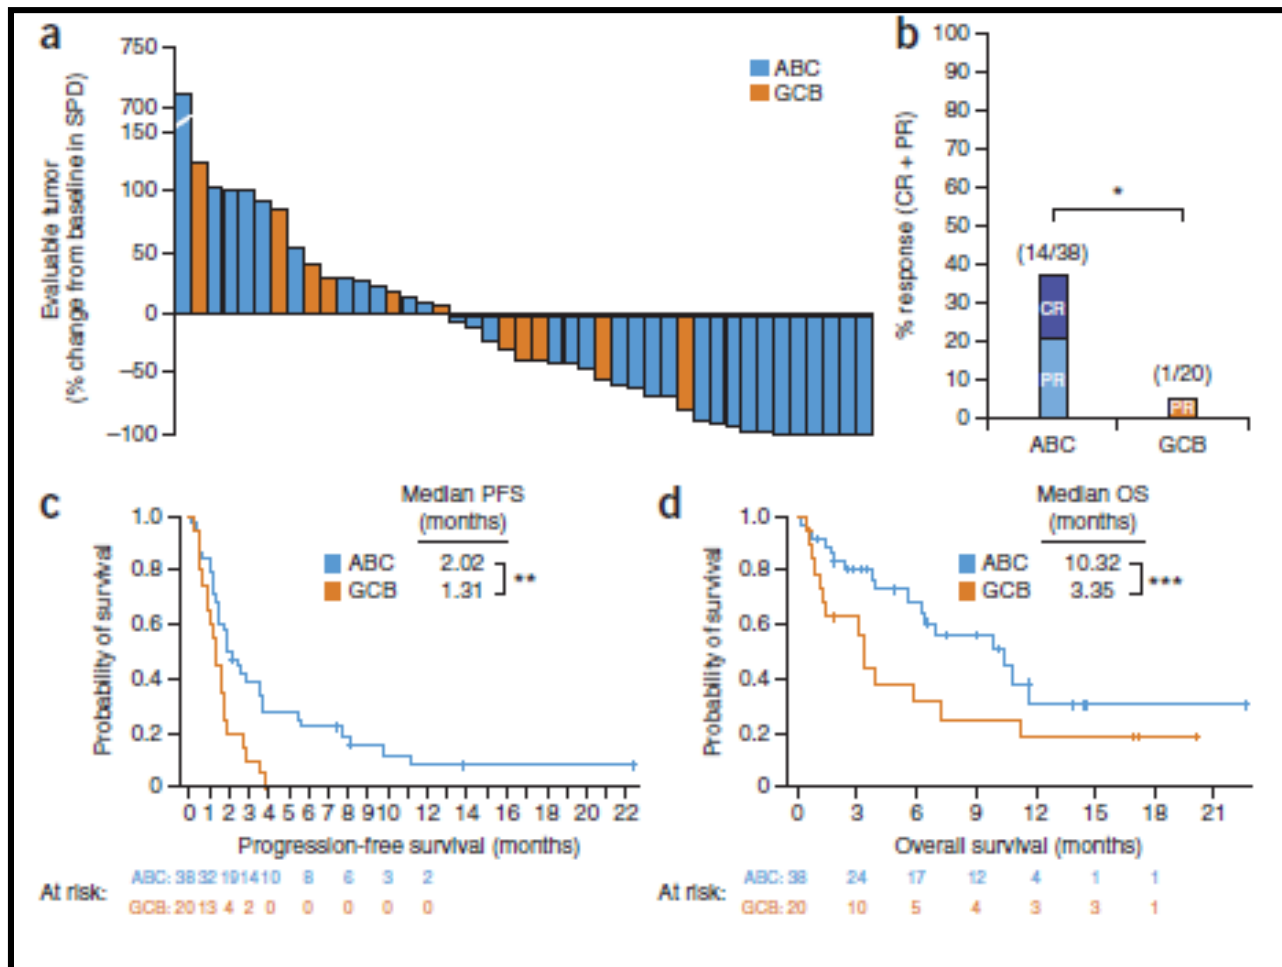 a
750
700
150
100
50
0
−50
−100
Evaluable tumor
(% change from baseline in SPD)
ABC
GCB
b
100
90
80
70
60
50
40
30
20
10
0
% response (CR + PR)
*
(14/38)
CR
PR
(1/20)
PR
ABC
GCB
c
Median PFS
(months)
ABC 2.02
GCB 1.31
**
1.0
0.8
0.6
0.4
0.2
0
Probability of survival
0 1 2 3 4 5 6 7 8 9 10 12 14 16 18 20 22
Progression-free survival (months)
At risk:
ABC: 38 32 19 14 10 8 6 3 2
GCB: 20 13 4 2 0 0 0 0 0
d
Median OS
(months)
ABC 10.32
GCB 3.35
***
1.0
0.8
0.6
0.4
0.2
0
Probability of survival
0 3 6 9 12 15 18 21
Overall survival (months)
At risk:
ABC: 38 24 17 12 4 1 1
GCB: 20 10 5 4 3 3 1